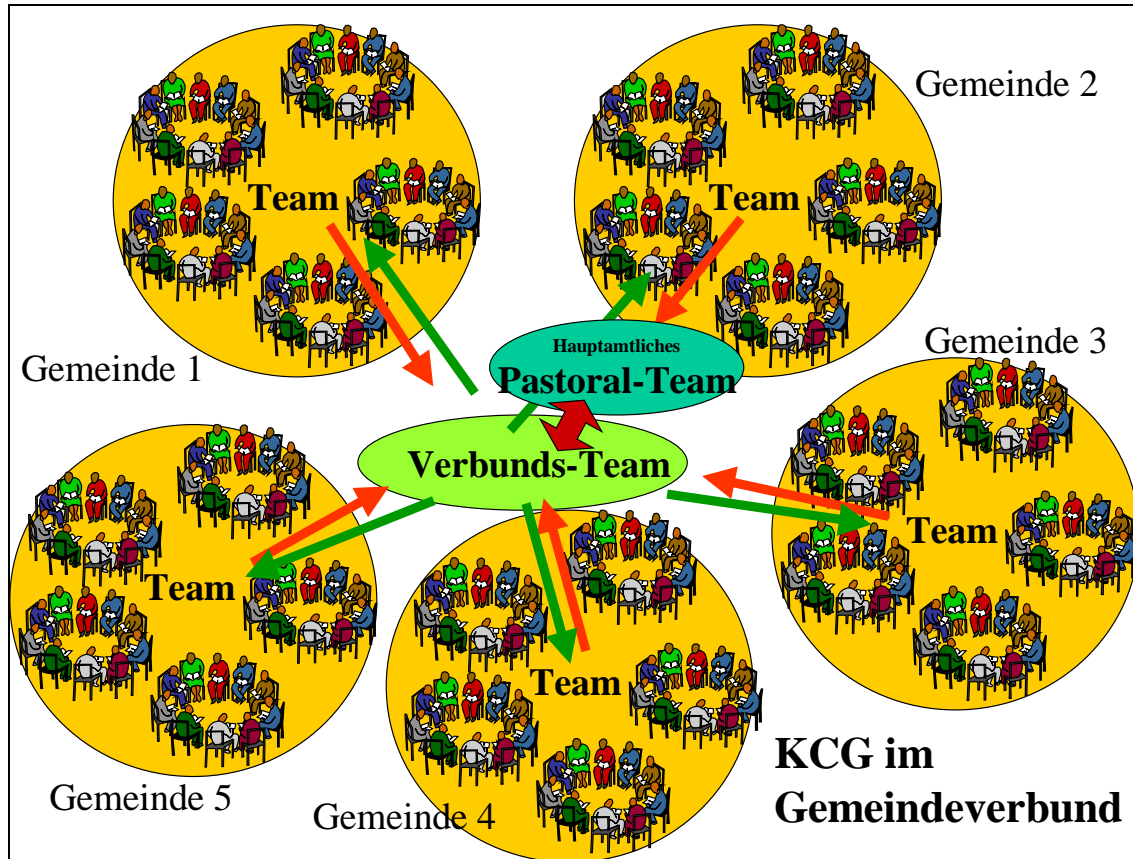 Gemeinde 2
Team
Team
Gemeinde 3
Hauptamtliches
Pastoral-Team
Gemeinde 1
Verbunds-Team
Team
Team
Team
KCG im
Gemeindeverbund
Gemeinde 5
Gemeinde 4